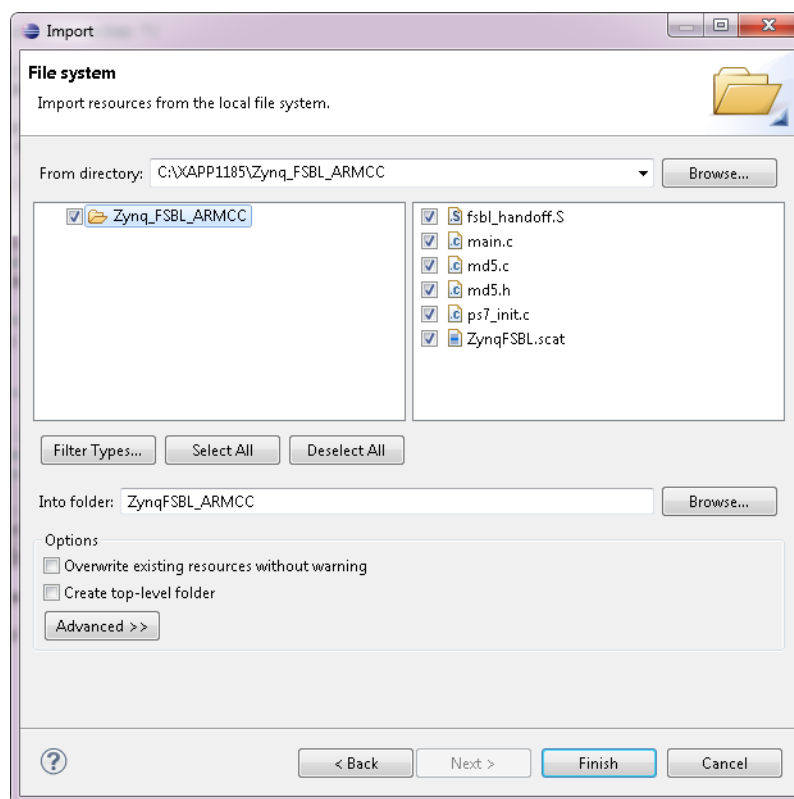 Import
File system
Import resources from the local file system.
From directory: C:\XAPP1185\Zynq_FSBL_ARMCC Browse...
Zynq_FSBL_ARMCC
fsbl_handoff.S
main.c
md5.c
md5.h
ps7_init.c
ZynqFSBL.scat
Filter Types... Select All Deselect All
Into folder: ZynqFSBL_ARMCC Browse...
Options
Overwrite existing resources without warning
Create top-level folder
Advanced >>
? < Back Next > Finish Cancel